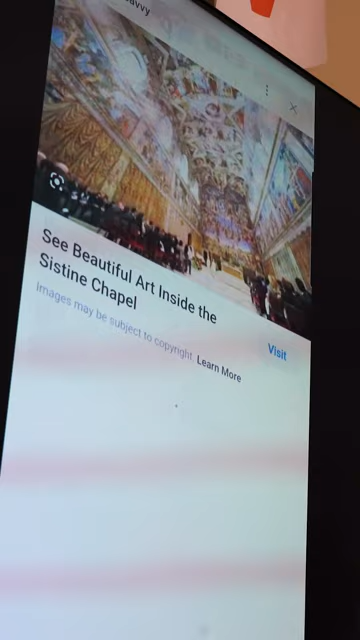 See Beautiful Art Inside the
Sistine Chapel
Images may be subject to copyright. Learn More
Visit